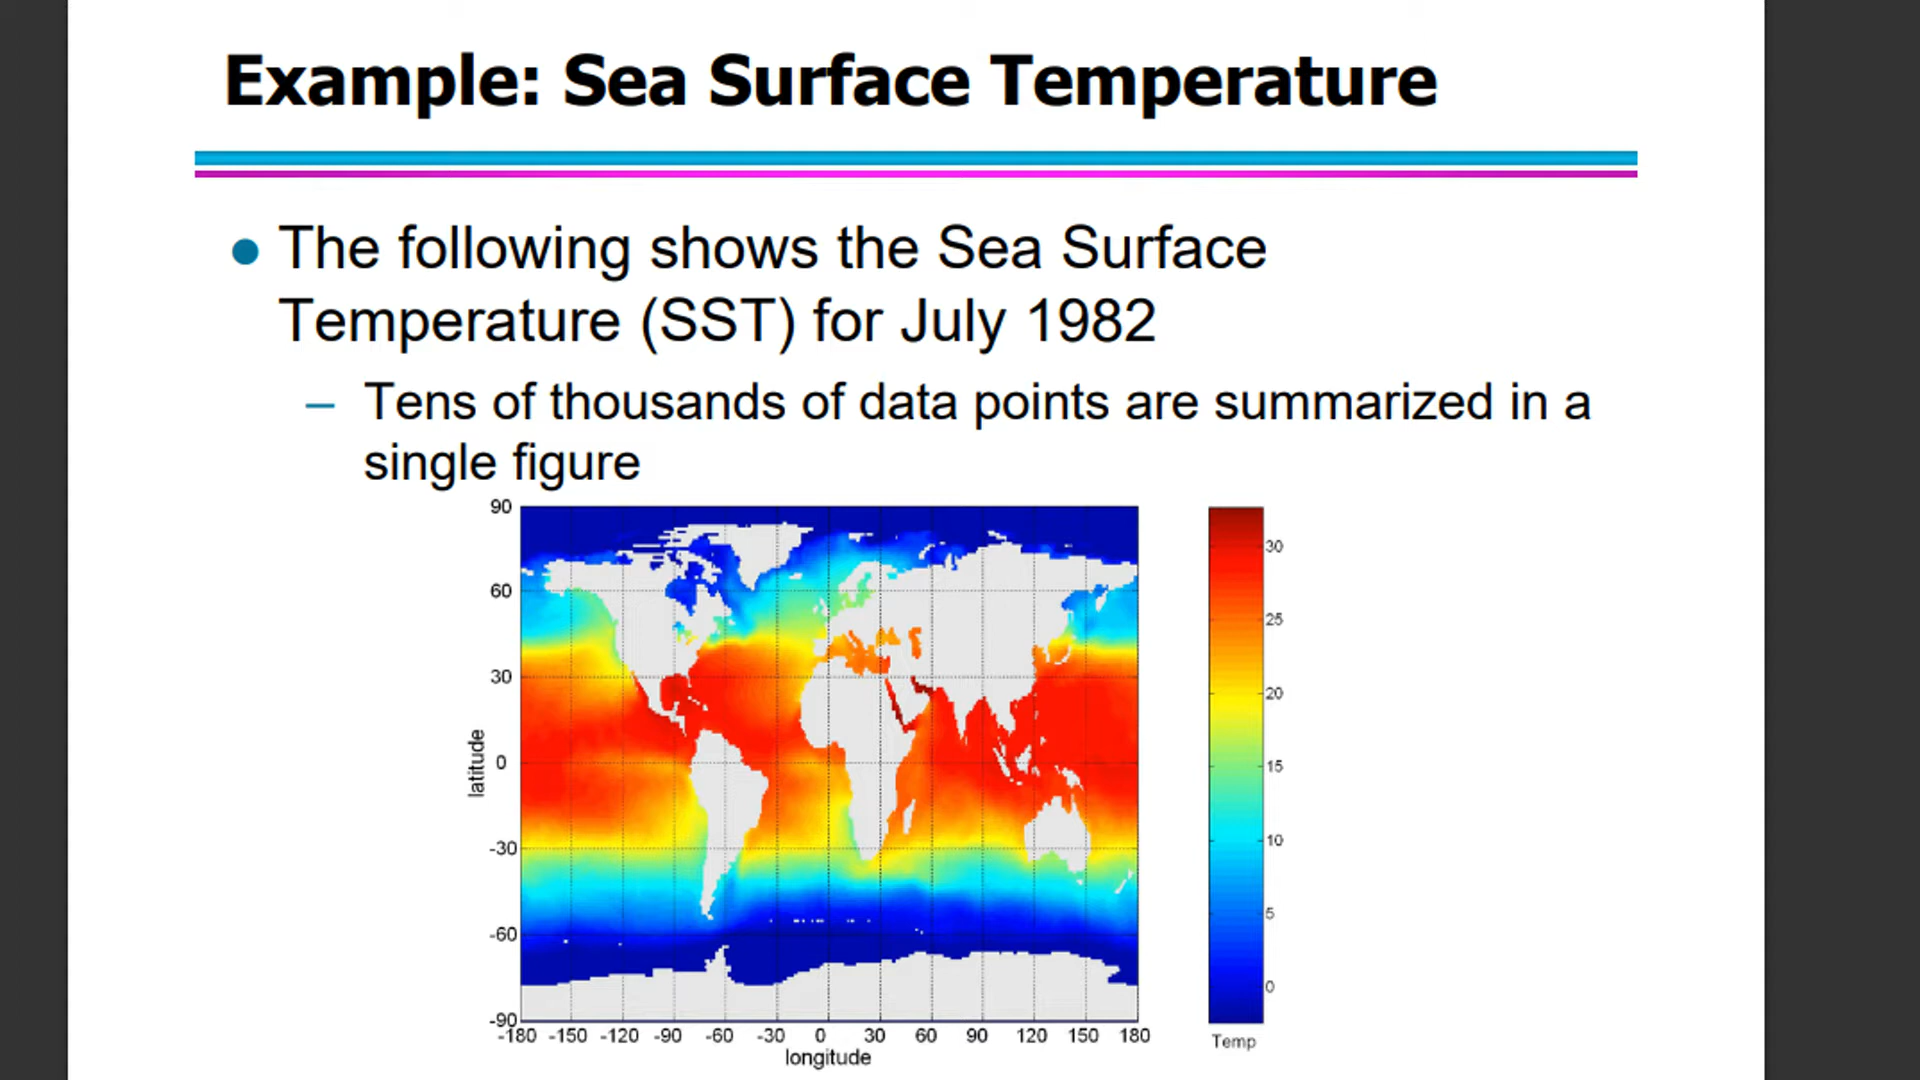 Example: Sea Surface Temperature
The following shows the Sea Surface
Temperature (SST) for July 1982
– Tens of thousands of data points are summarized in a
single figure
90
60
30
0
-30
-60
-90
latitude
-180 -150 -120 -90 -60 -30 0 30 60 90 120 150 180
longitude
30
25
20
15
10
5
0
Temp